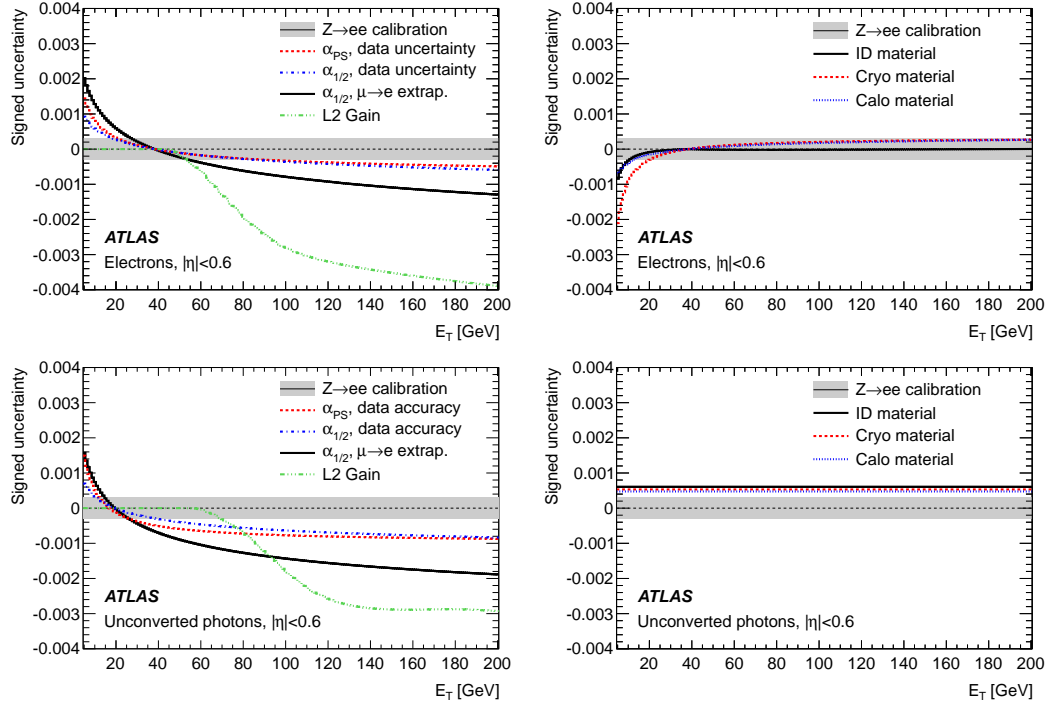 Signed uncertainty
0.004
0.003
0.002
0.001
0
-0.001
-0.002
-0.003
-0.004
Z→ee calibration
α_PS, data uncertainty
α_1/2, data uncertainty
α_1/2, μ→e extrap.
L2 Gain
ATLAS
Electrons, |η|<0.6
20 40 60 80 100 120 140 160 180 200
E_T [GeV]
Signed uncertainty
0.004
0.003
0.002
0.001
0
-0.001
-0.002
-0.003
-0.004
Z→ee calibration
ID material
Cryo material
Calo material
ATLAS
Electrons, |η|<0.6
20 40 60 80 100 120 140 160 180 200
E_T [GeV]
Signed uncertainty
0.004
0.003
0.002
0.001
0
-0.001
-0.002
-0.003
-0.004
Z→ee calibration
α_PS, data accuracy
α_1/2, data accuracy
α_1/2, μ→e extrap.
L2 Gain
ATLAS
Unconverted photons, |η|<0.6
20 40 60 80 100 120 140 160 180 200
E_T [GeV]
Signed uncertainty
0.004
0.003
0.002
0.001
0
-0.001
-0.002
-0.003
-0.004
Z→ee calibration
ID material
Cryo material
Calo material
ATLAS
Unconverted photons, |η|<0.6
20 40 60 80 100 120 140 160 180 200
E_T [GeV]